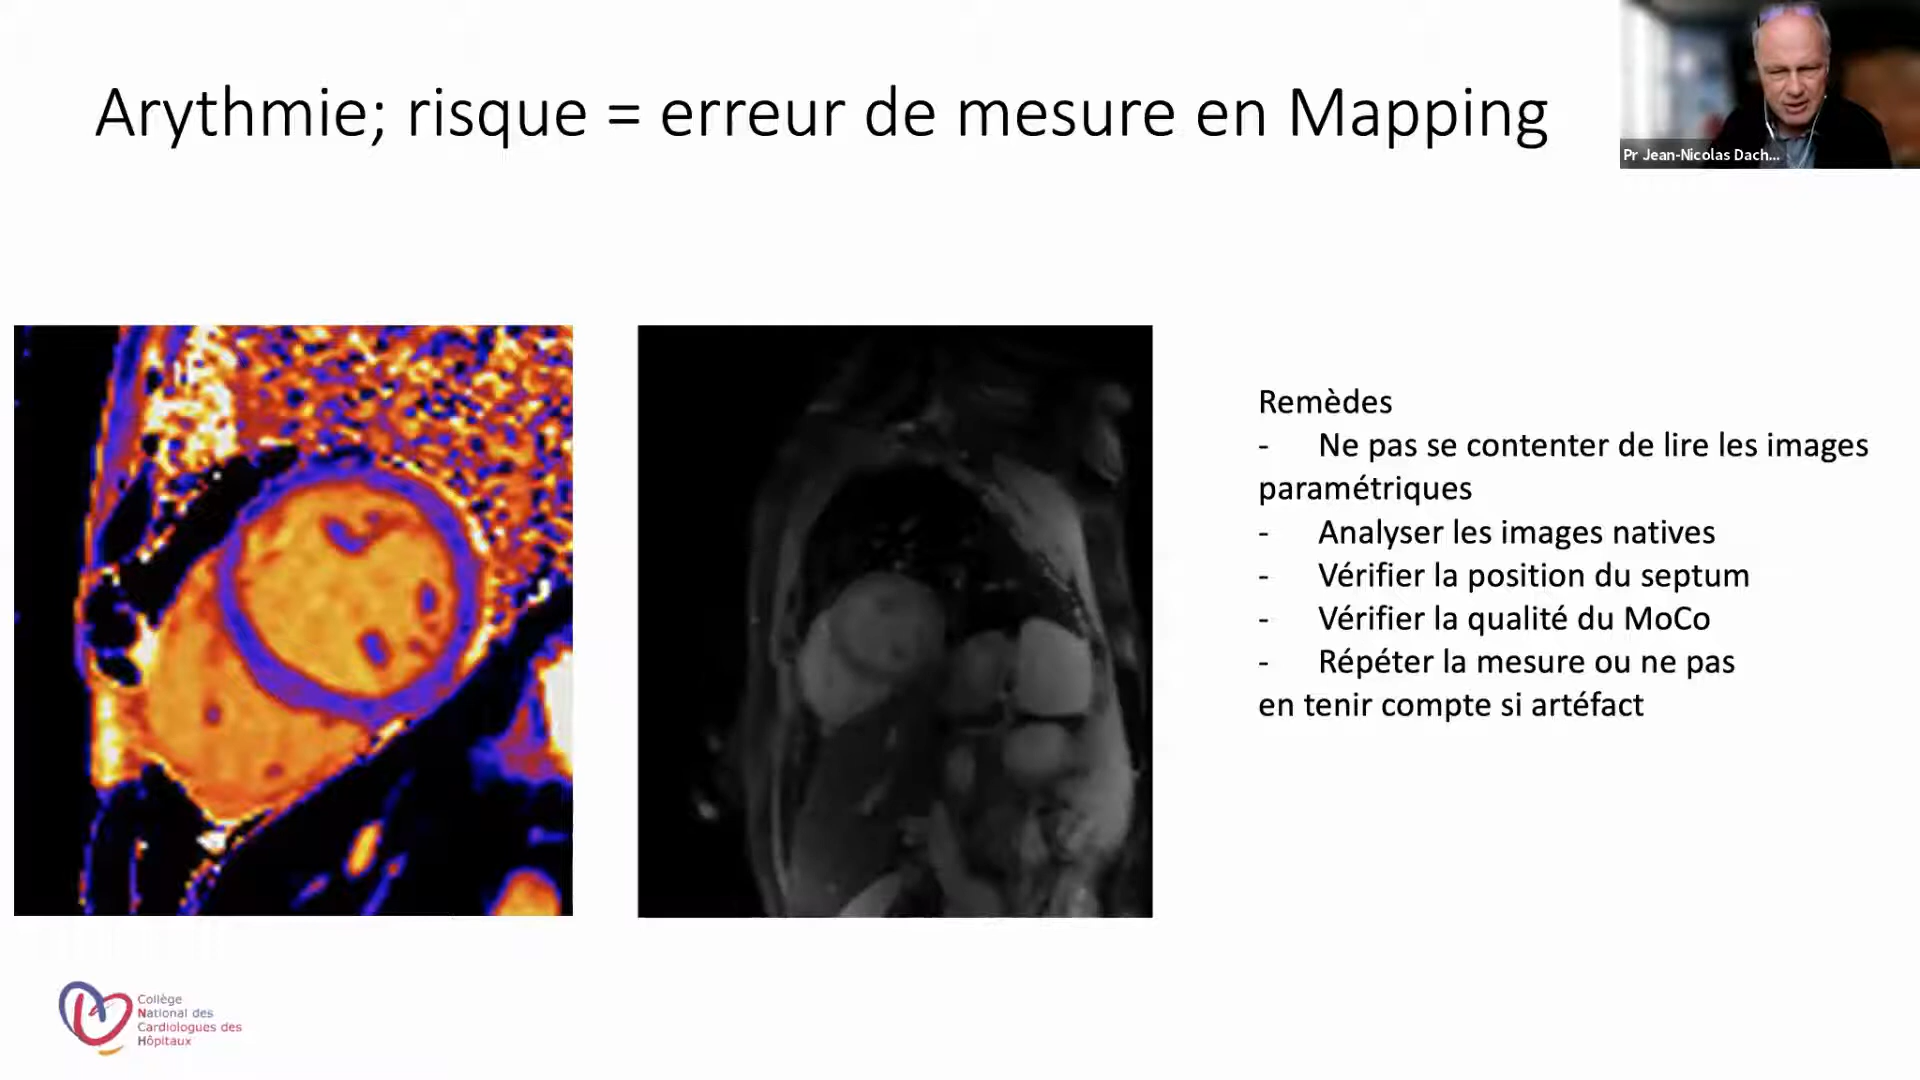 Arythmie; risque = erreur de mesure en Mapping
Pr Jean-Nicolas Dach...
Remèdes
- Ne pas se contenter de lire les images
paramétriques
- Analyser les images natives
- Vérifier la position du septum
- Vérifier la qualité du MoCo
- Répéter la mesure ou ne pas
en tenir compte si artéfact
Collège
National des
Cardiologues des
Hôpitaux